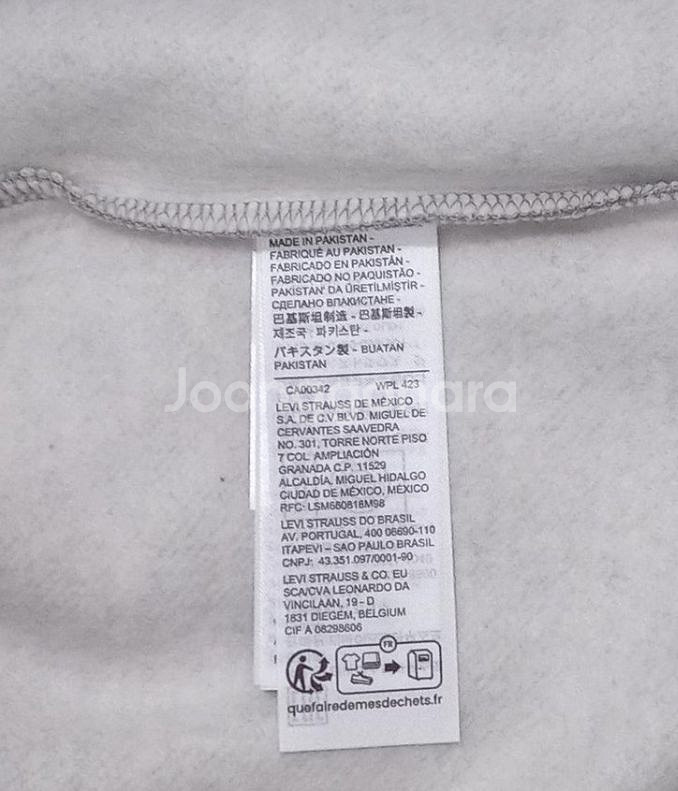 MADE IN PAKISTAN -
FABRIQUÉ AU PAKISTAN -
FABRICADO EN PAKISTÁN -
FABRICADO NO PAQUISTÃO -
PAKISTAN' DA ÜRETİLMİŞTİR -
СДЕЛАНО ВПАКИСТАНЕ -
巴基斯坦制造 - 巴基斯坦製 -
제조국: 파키스탄 -
パキスタン製 - BUATAN
PAKISTAN
CA00342 WPL 423
LEVI STRAUSS DE MÉXICO
S.A. DE C.V BLVD. MIGUEL DE
CERVANTES SAAVEDRA
NO. 301, TORRE NORTE PISO
7 COL. AMPLIACIÓN
GRANADA C.P. 11529
ALCALDÍA. MIGUEL HIDALGO
CIUDAD DE MÉXICO, MÉXICO
RFC: LSM660816M98
LEVI STRAUSS DO BRASIL
AV. PORTUGAL, 400 06690-110
ITAPEVI – SAO PAULO BRASIL
CNPJ: 43.351.097/0001-90
LEVI STRAUSS & CO. EU
SCA/CVA LEONARDO DA
VINCILAAN, 19 - D
1831 DIEGEM, BELGIUM
CIF A 08298606
FR
quefairedemesdechets.fr